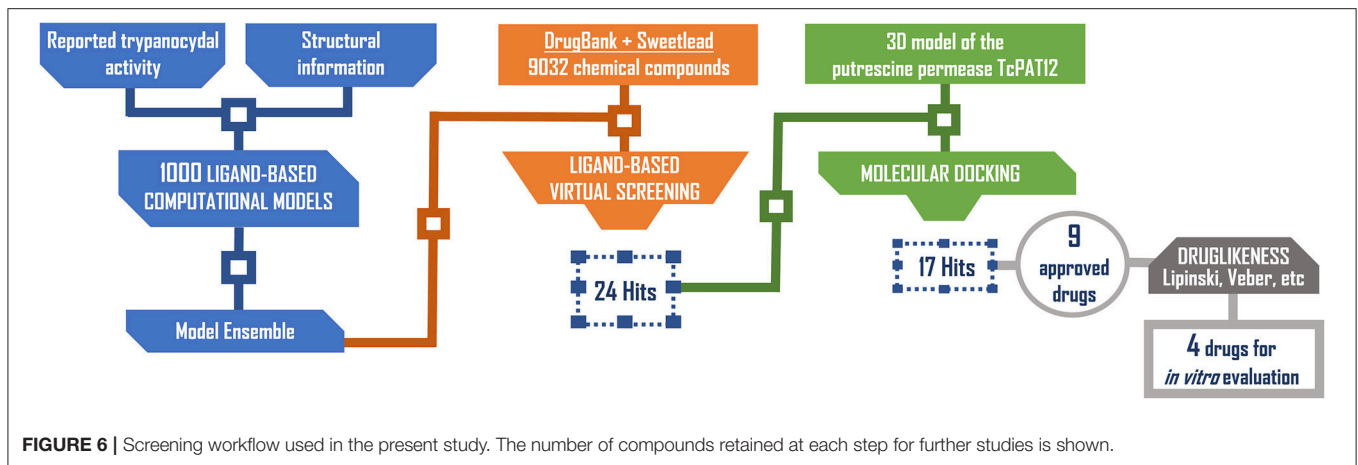 Reported trypanocydal
activity
Structural
information
1000 LIGAND-BASED
COMPUTATIONAL MODELS
Model Ensemble
DrugBank + Sweetlead
9032 chemical compounds
LIGAND-BASED
VIRTUAL SCREENING
24 Hits
3D model of the
putrescine permease TcPAT12
MOLECULAR DOCKING
17 Hits
9
approved
drugs
DRUGLIKENESS
Lipinski, Veber, etc
4 drugs for
in vitro evaluation
FIGURE 6 | Screening workflow used in the present study. The number of compounds retained at each step for further studies is shown.